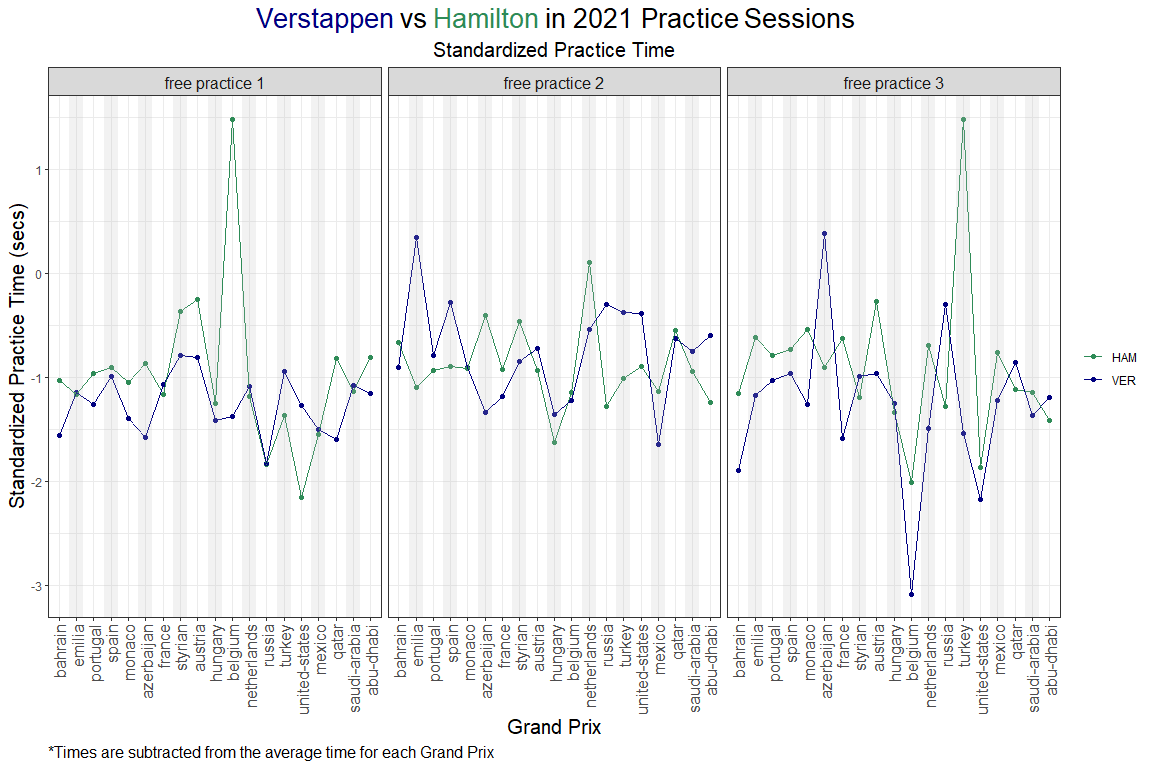 Verstappen vs Hamilton in 2021 Practice Sessions
Standardized Practice Time
free practice 1
free practice 2
free practice 3
Standardized Practice Time (secs)
1
0
-1
-2
-3
HAM
VER
bahrain
emilia
portugal
spain
monaco
azerbaijan
france
styrian
austria
hungary
belgium
netherlands
russia
turkey
united-states
mexico
qatar
saudi-arabia
abu-dhabi
bahrain
emilia
portugal
spain
monaco
azerbaijan
france
styrian
austria
hungary
belgium
netherlands
russia
turkey
united-states
mexico
qatar
saudi-arabia
abu-dhabi
bahrain
emilia
portugal
spain
monaco
azerbaijan
france
styrian
austria
hungary
belgium
netherlands
russia
turkey
united-states
mexico
qatar
saudi-arabia
abu-dhabi
Grand Prix
*Times are subtracted from the average time for each Grand Prix